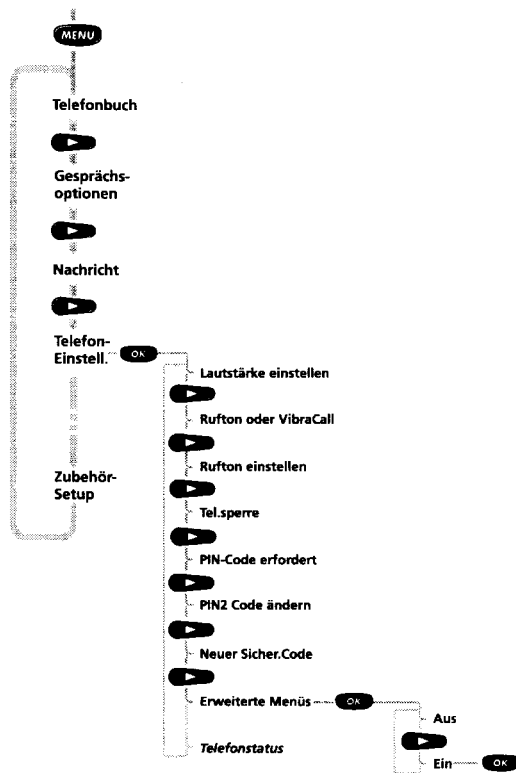 MENU
Telefonbuch
Gesprächs-
optionen
Nachricht
Telefon-
Einstell.
OK
Lautstärke einstellen
Rufton oder VibraCall
Rufton einstellen
Zubehör-
Setup
Tel.sperre
PIN-Code erfordert
PIN2 Code ändern
Neuer Sicher.Code
Erweiterte Menüs
OK
Aus
Telefonstatus
Ein
OK